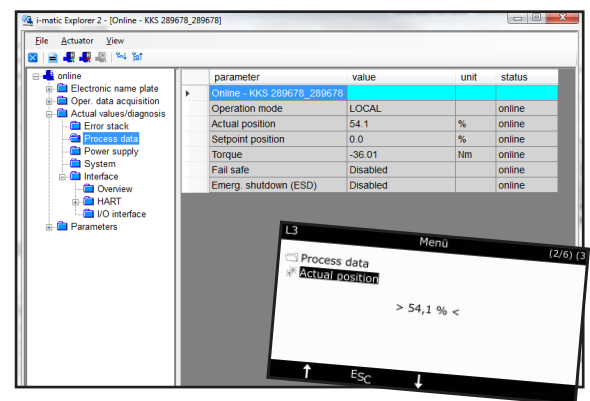 i-matic Explorer 2 - [Online - KKS 289678_289678]
File Actuator View
online
Electronic name plate
Oper. data acquisition
Actual values/diagnosis
Error stack
Process data
Power supply
System
Interface
Overview
HART
I/O interface
Parameters
parameter value unit status
Online - KKS 289678_289678
Operation mode LOCAL online
Actual position 54.1 % online
Setpoint position 0.0 % online
Torque -36.01 Nm online
Fail safe Disabled online
Emerg. shutdown (ESD) Disabled online
L3 Menü (2/6) (3
Process data
Actual position
> 54,1 % <
ESC